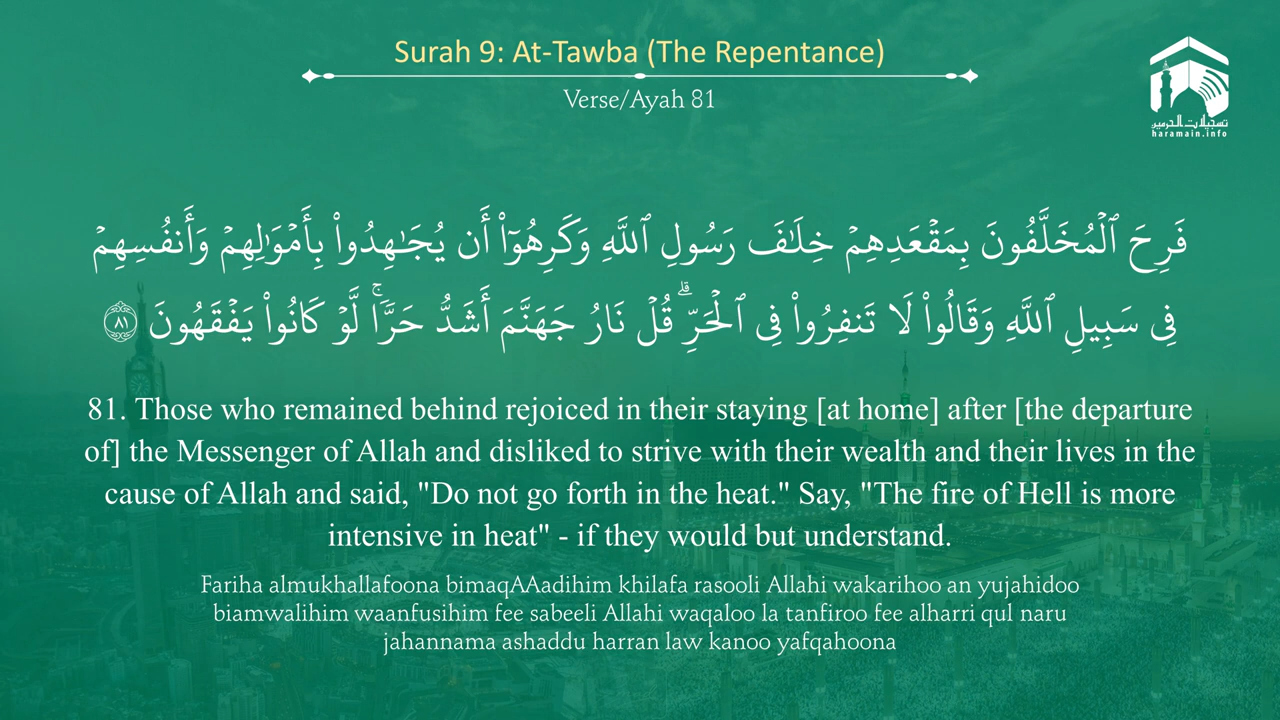 Surah 9: At-Tawba (The Repentance)
Verse/Ayah 81
تسجيلات الحرمين
haramain.info
فَرِحَ ٱلْمُخَلَّفُونَ بِمَقْعَدِهِمْ خِلَـٰفَ رَسُولِ ٱللَّهِ وَكَرِهُوٓا۟ أَن يُجَـٰهِدُوا۟ بِأَمْوَٰلِهِمْ وَأَنفُسِهِمْ
فِى سَبِيلِ ٱللَّهِ وَقَالُوا۟ لَا تَنفِرُوا۟ فِى ٱلْحَرِّ ۗ قُلْ نَارُ جَهَنَّمَ أَشَدُّ حَرًّا ۚ لَّوْ كَانُوا۟ يَفْقَهُونَ ٨١
81. Those who remained behind rejoiced in their staying [at home] after [the departure
of] the Messenger of Allah and disliked to strive with their wealth and their lives in the
cause of Allah and said, "Do not go forth in the heat." Say, "The fire of Hell is more
intensive in heat" - if they would but understand.
Fariha almukhallafoona bimaqAAadihim khilafa rasooli Allahi wakarihoo an yujahidoo
biamwalihim waanfusihim fee sabeeli Allahi waqaloo la tanfiroo fee alharri qul naru
jahannama ashaddu harran law kanoo yafqahoona